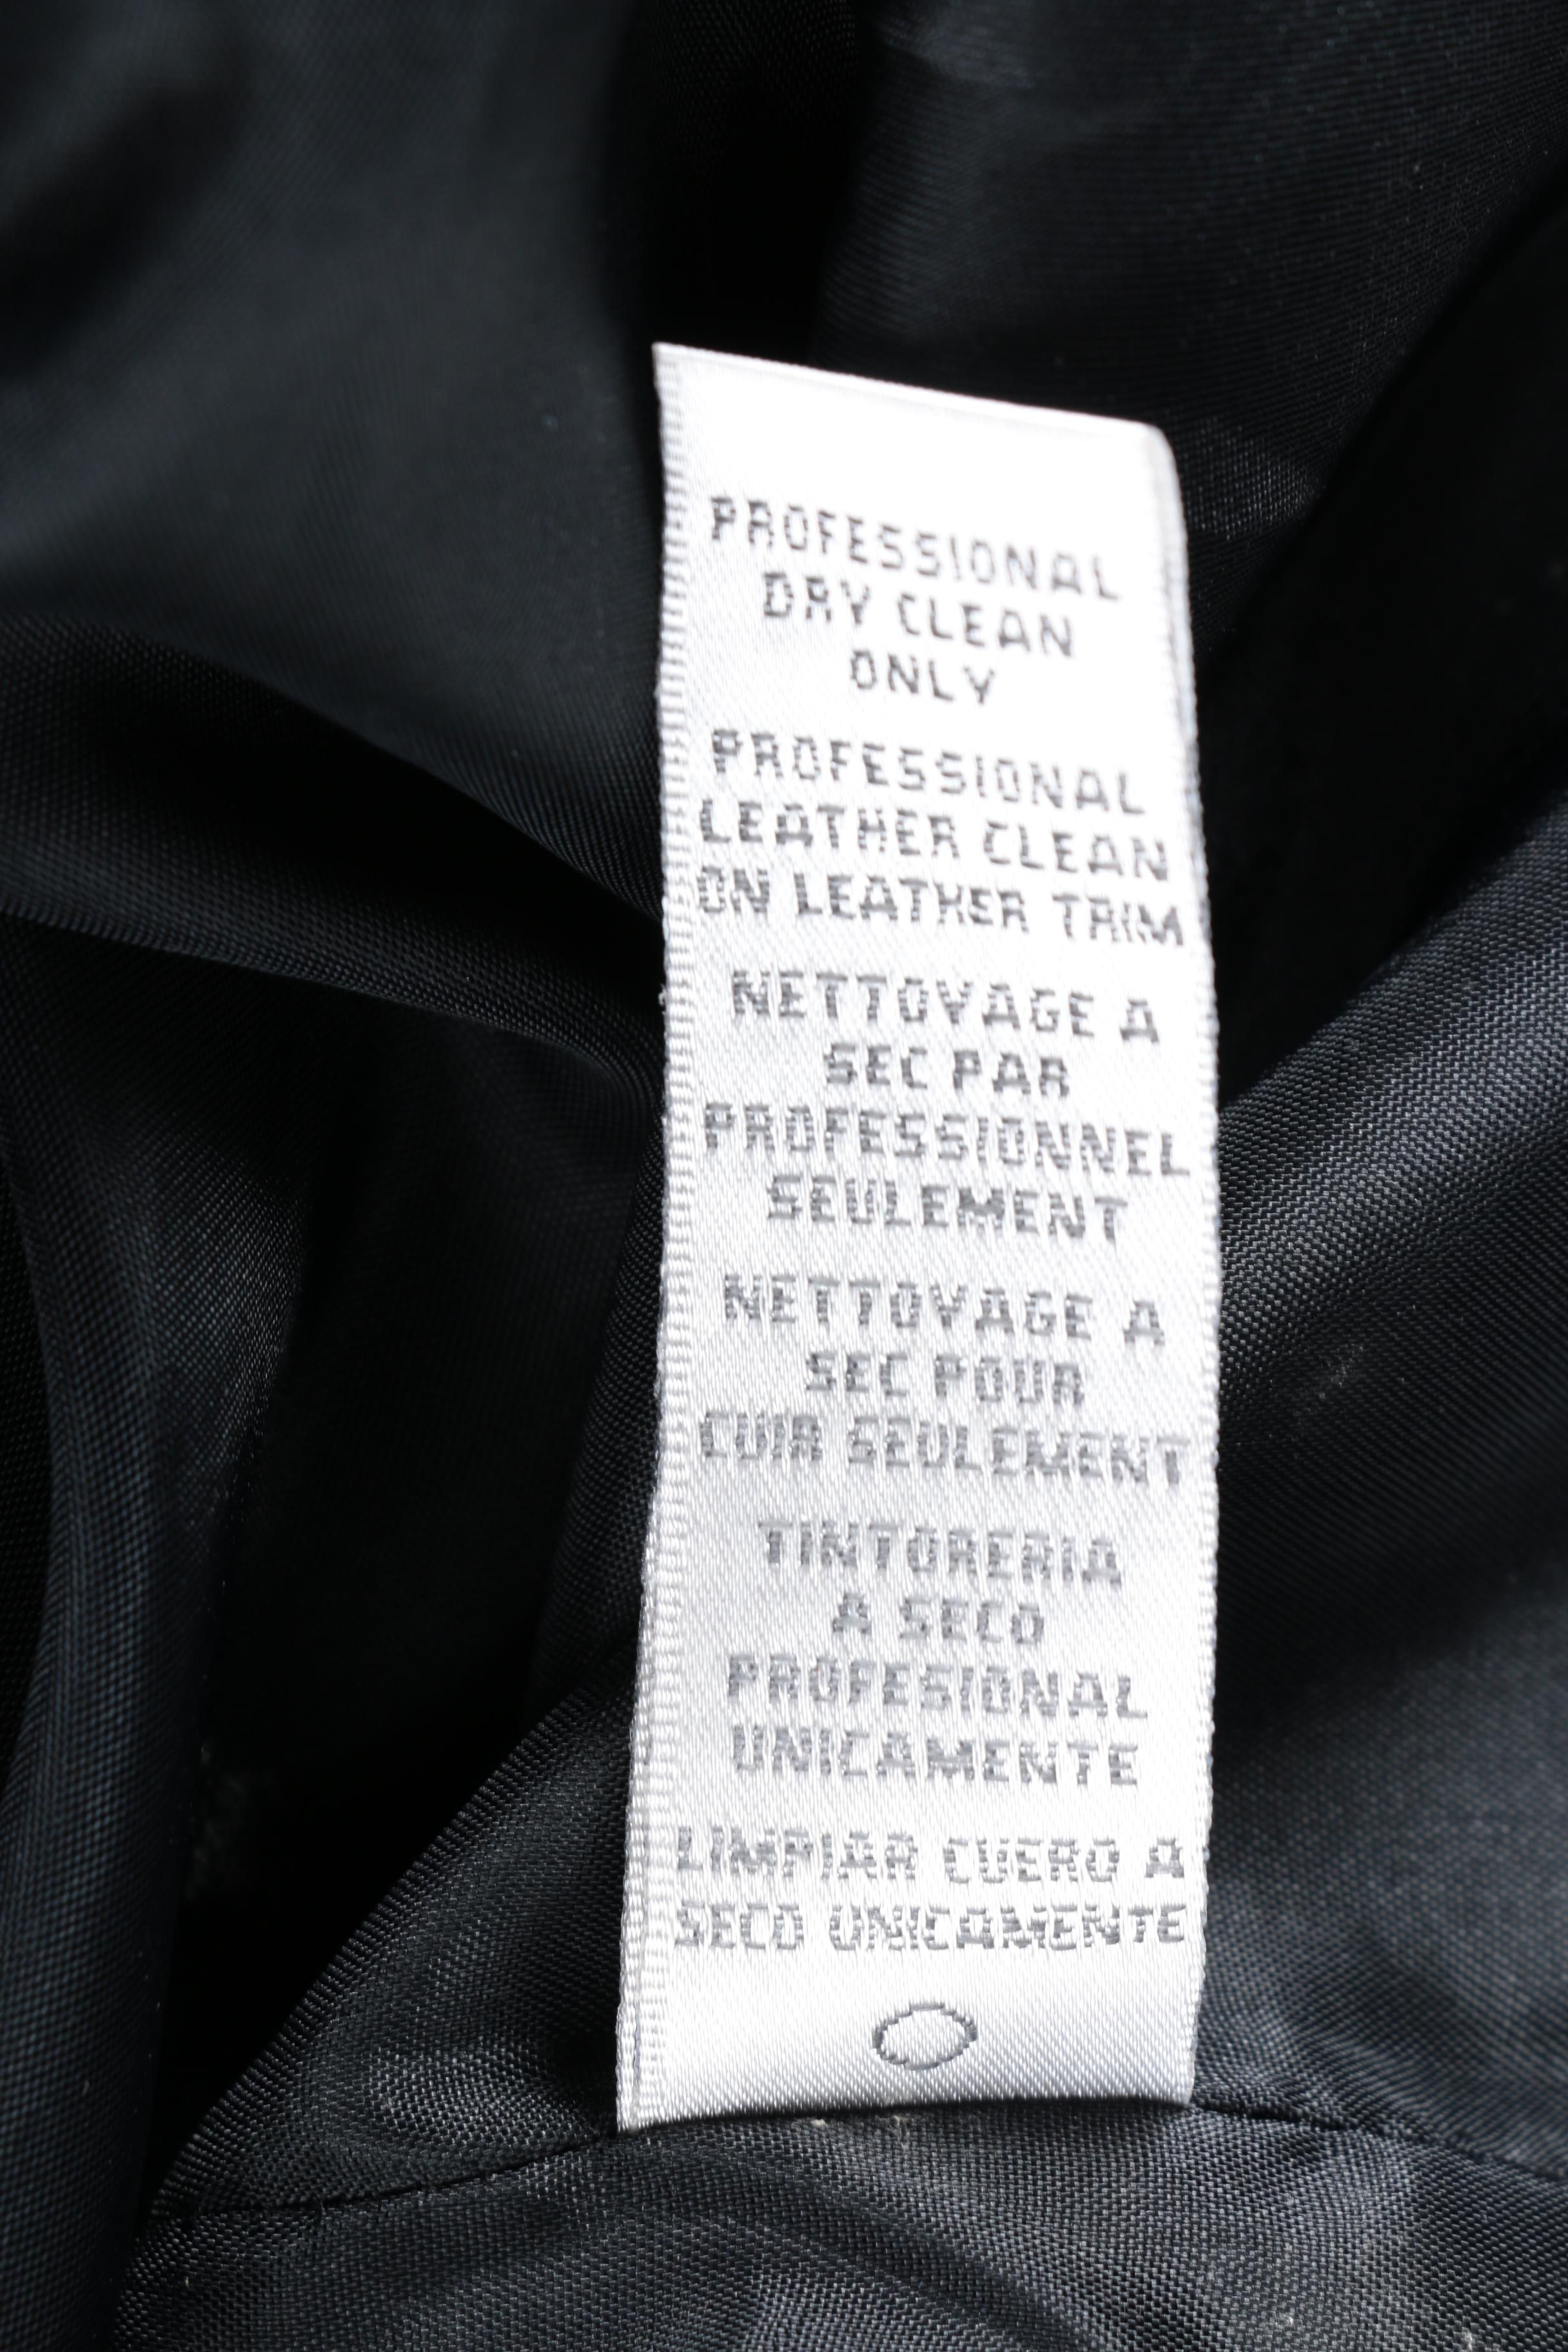 PROFESSIONAL
DRY CLEAN
ONLY
PROFESSIONAL
LEATHER CLEAN
ON LEATHER TRIM
NETTOYAGE A
SEC PAR
PROFESSIONNEL
SEULEMENT
NETTOYAGE A
SEC POUR
CUIR SEULEMENT
TINTORERIA
A SECO
PROFESIONAL
UNICAMENTE
LIMPIAR CUERO A
SECO UNICAMENTE